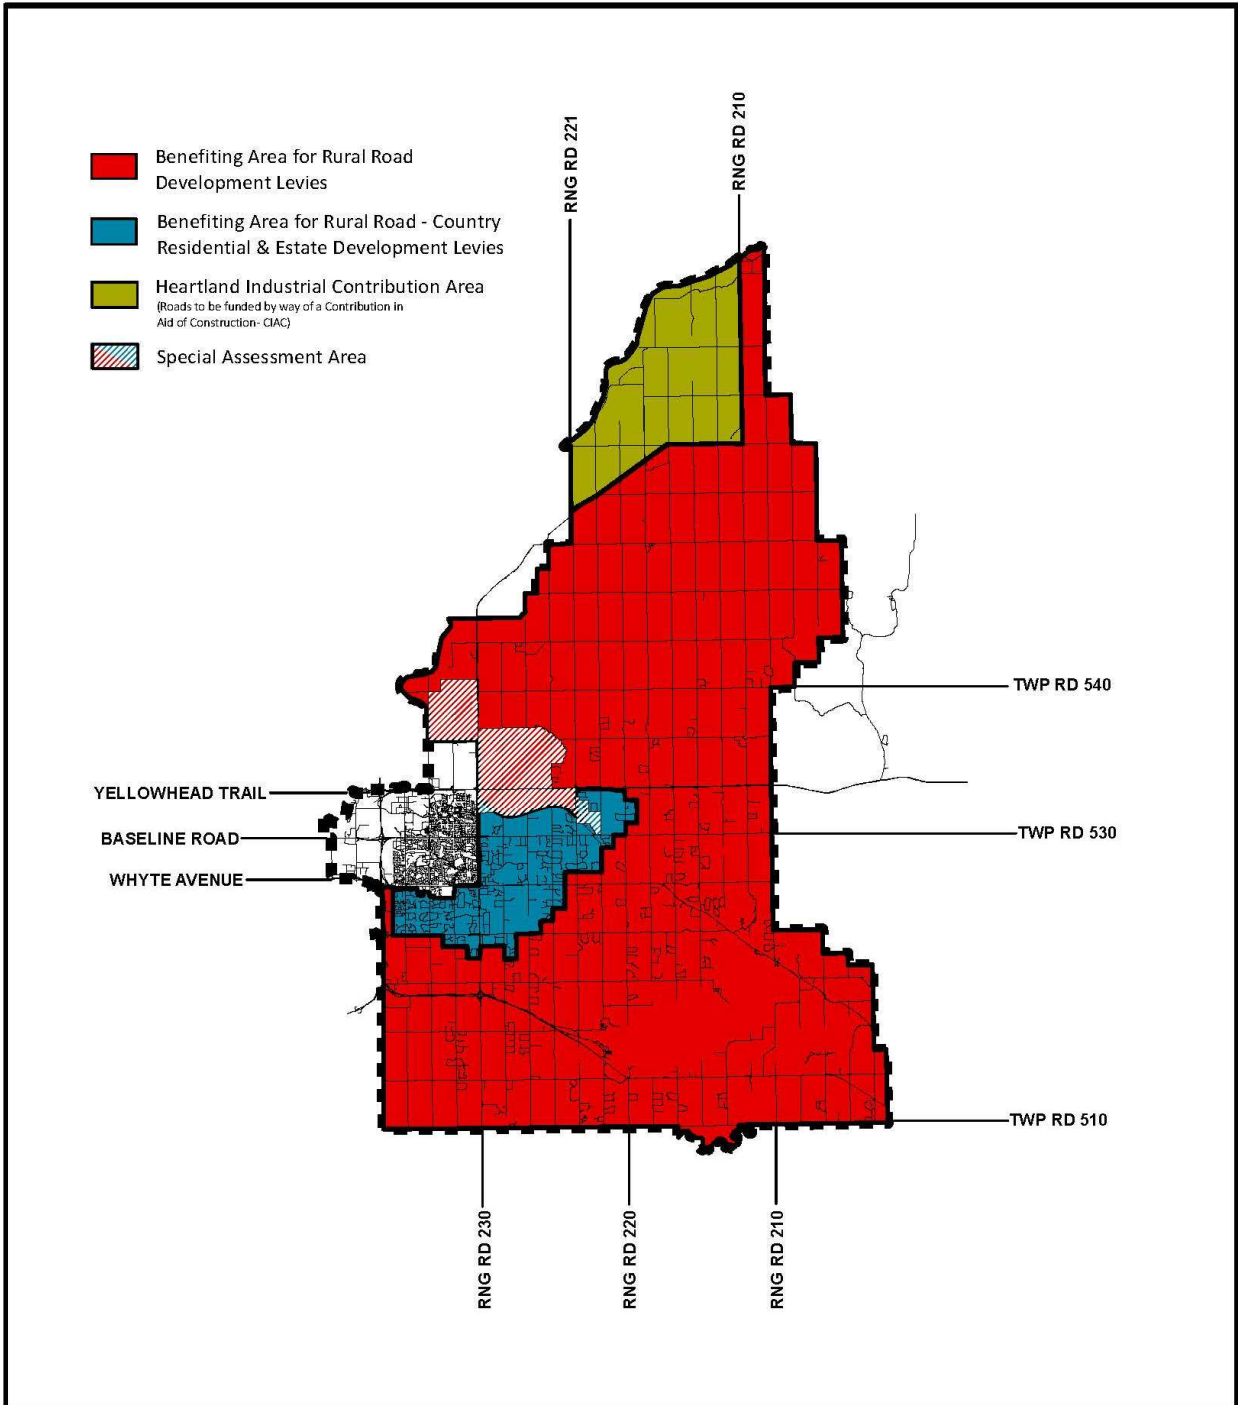 RNG RD 221
RNG RD 210
Benefiting Area for Rural Road
Development Levies
Benefiting Area for Rural Road - Country
Residential & Estate Development Levies
Heartland Industrial Contribution Area
(Roads to be funded by way of a Contribution in
Aid of Construction- CIAC)
Special Assessment Area
TWP RD 540
YELLOWHEAD TRAIL
BASELINE ROAD
TWP RD 530
WHYTE AVENUE
TWP RD 510
RNG RD 230
RNG RD 220
RNG RD 210